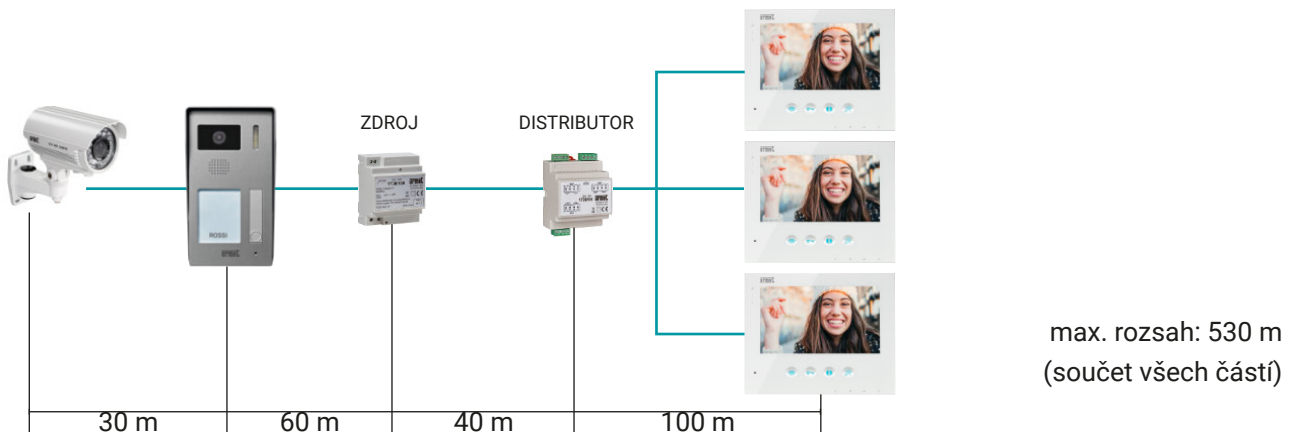 ZDROJ
DISTRIBUTOR
ROSSI
max. rozsah: 530 m
(součet všech částí)
30 m
60 m
40 m
100 m